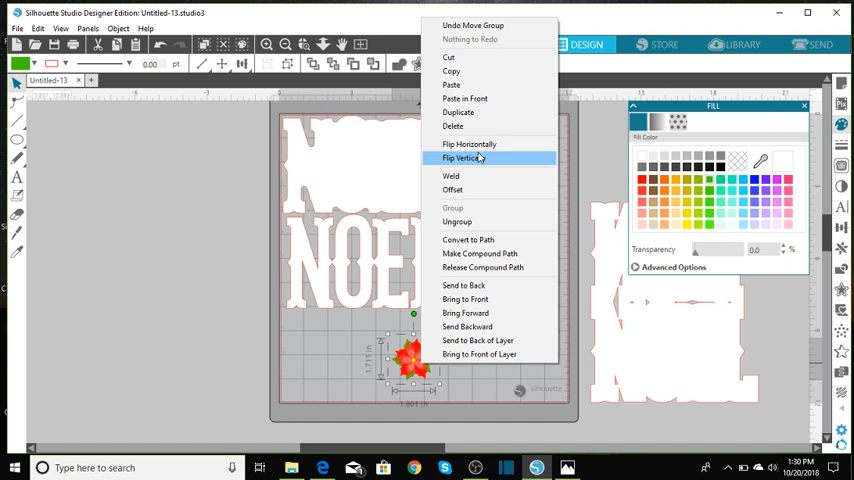 Silhouette Studio Designer Edition: Untitled-13.studio3
File Edit View Panels Object Help
DESIGN STORE LIBRARY SEND
0.00 pt
Untitled-13 × +
NOEL
1.711 in
1.801 in
silhouette
Undo Move Group
Nothing to Redo
Cut
Copy
Paste
Paste in Front
Duplicate
Delete
Flip Horizontally
Flip Vertically
Weld
Offset
Group
Ungroup
Convert to Path
Make Compound Path
Release Compound Path
Send to Back
Bring to Front
Bring Forward
Send Backward
Send to Back of Layer
Bring to Front of Layer
FILL
Fill Color
Transparency 0.0 %
Advanced Options
Type here to search
1:30 PM
10/20/2018